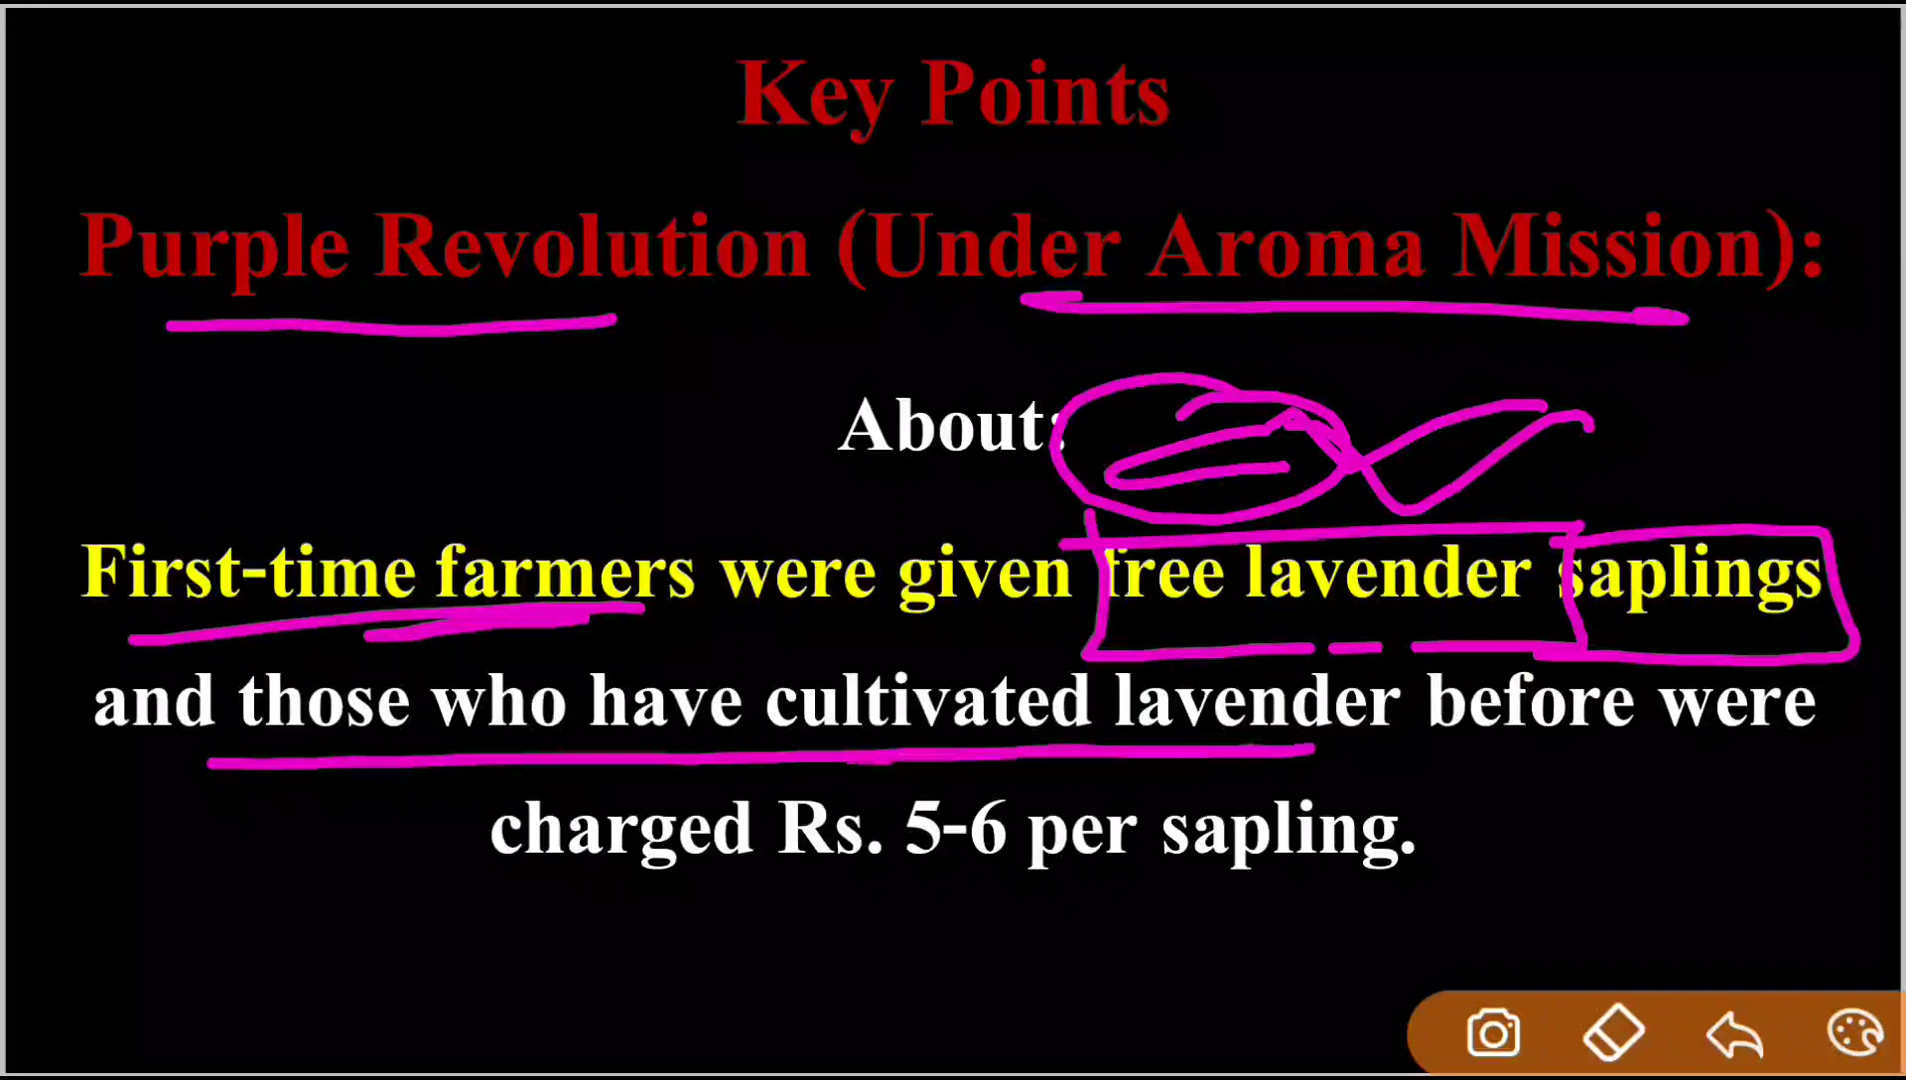 Key Points
Purple Revolution (Under Aroma Mission):
About:
First-time farmers were given free lavender saplings
and those who have cultivated lavender before were
charged Rs. 5-6 per sapling.